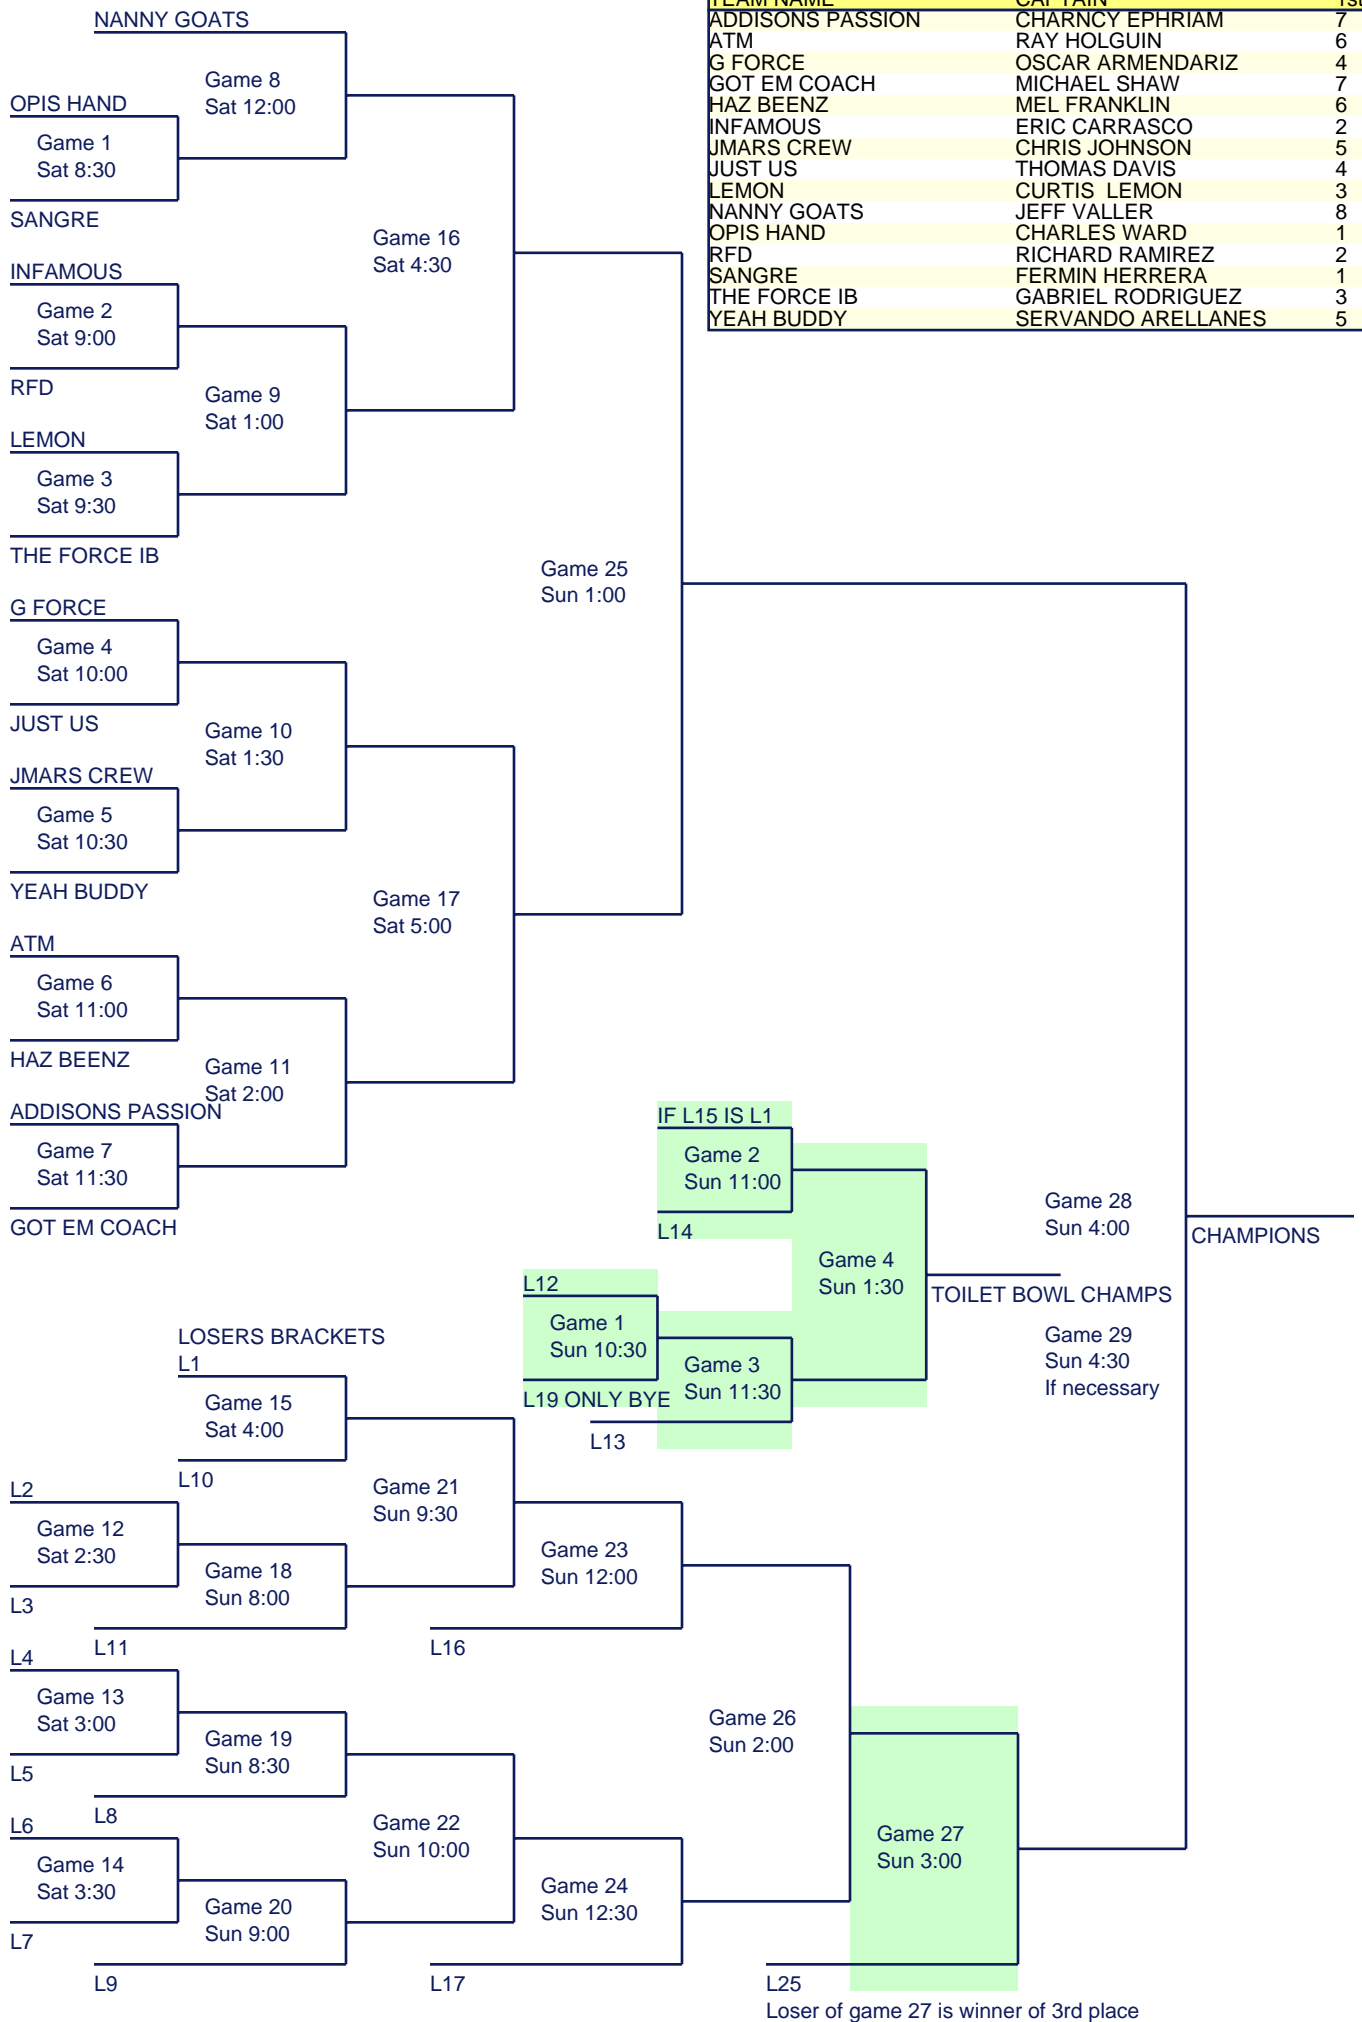 TEAM NAME CAPTAIN 1st
ADDISONS PASSION CHARNCY EPHRIAM 7
ATM RAY HOLGUIN 6
G FORCE OSCAR ARMENDARIZ 4
GOT EM COACH MICHAEL SHAW 7
HAZ BEENZ MEL FRANKLIN 6
INFAMOUS ERIC CARRASCO 2
JMARS CREW CHRIS JOHNSON 5
JUST US THOMAS DAVIS 4
LEMON CURTIS LEMON 3
NANNY GOATS JEFF VALLER 8
OPIS HAND CHARLES WARD 1
RFD RICHARD RAMIREZ 2
SANGRE FERMIN HERRERA 1
THE FORCE IB GABRIEL RODRIGUEZ 3
YEAH BUDDY SERVANDO ARELLANES 5
NANNY GOATS
Game 8
Sat 12:00
OPIS HAND
Game 1
Sat 8:30
SANGRE
Game 16
Sat 4:30
INFAMOUS
Game 2
Sat 9:00
RFD
Game 9
Sat 1:00
LEMON
Game 3
Sat 9:30
THE FORCE IB
Game 25
Sun 1:00
G FORCE
Game 4
Sat 10:00
JUST US
Game 10
Sat 1:30
JMARS CREW
Game 5
Sat 10:30
YEAH BUDDY
Game 17
Sat 5:00
ATM
Game 6
Sat 11:00
HAZ BEENZ
Game 11
Sat 2:00
ADDISONS PASSION
Game 7
Sat 11:30
GOT EM COACH
IF L15 IS L1
Game 2
Sun 11:00
L14
Game 4
Sun 1:30
L12
Game 1
Sun 10:30
L19 ONLY BYE
Game 3
Sun 11:30
L13
TOILET BOWL CHAMPS
Game 28
Sun 4:00
CHAMPIONS
Game 29
Sun 4:30
If necessary
LOSERS BRACKETS
L1
Game 15
Sat 4:00
L10
Game 21
Sun 9:30
L2
Game 12
Sat 2:30
L3
Game 18
Sun 8:00
L11
Game 23
Sun 12:00
L16
L4
Game 13
Sat 3:00
L5
Game 19
Sun 8:30
L8
Game 26
Sun 2:00
L6
Game 14
Sat 3:30
L7
Game 22
Sun 10:00
Game 20
Sun 9:00
L9
Game 24
Sun 12:30
L17
Game 27
Sun 3:00
L25
Loser of game 27 is winner of 3rd place